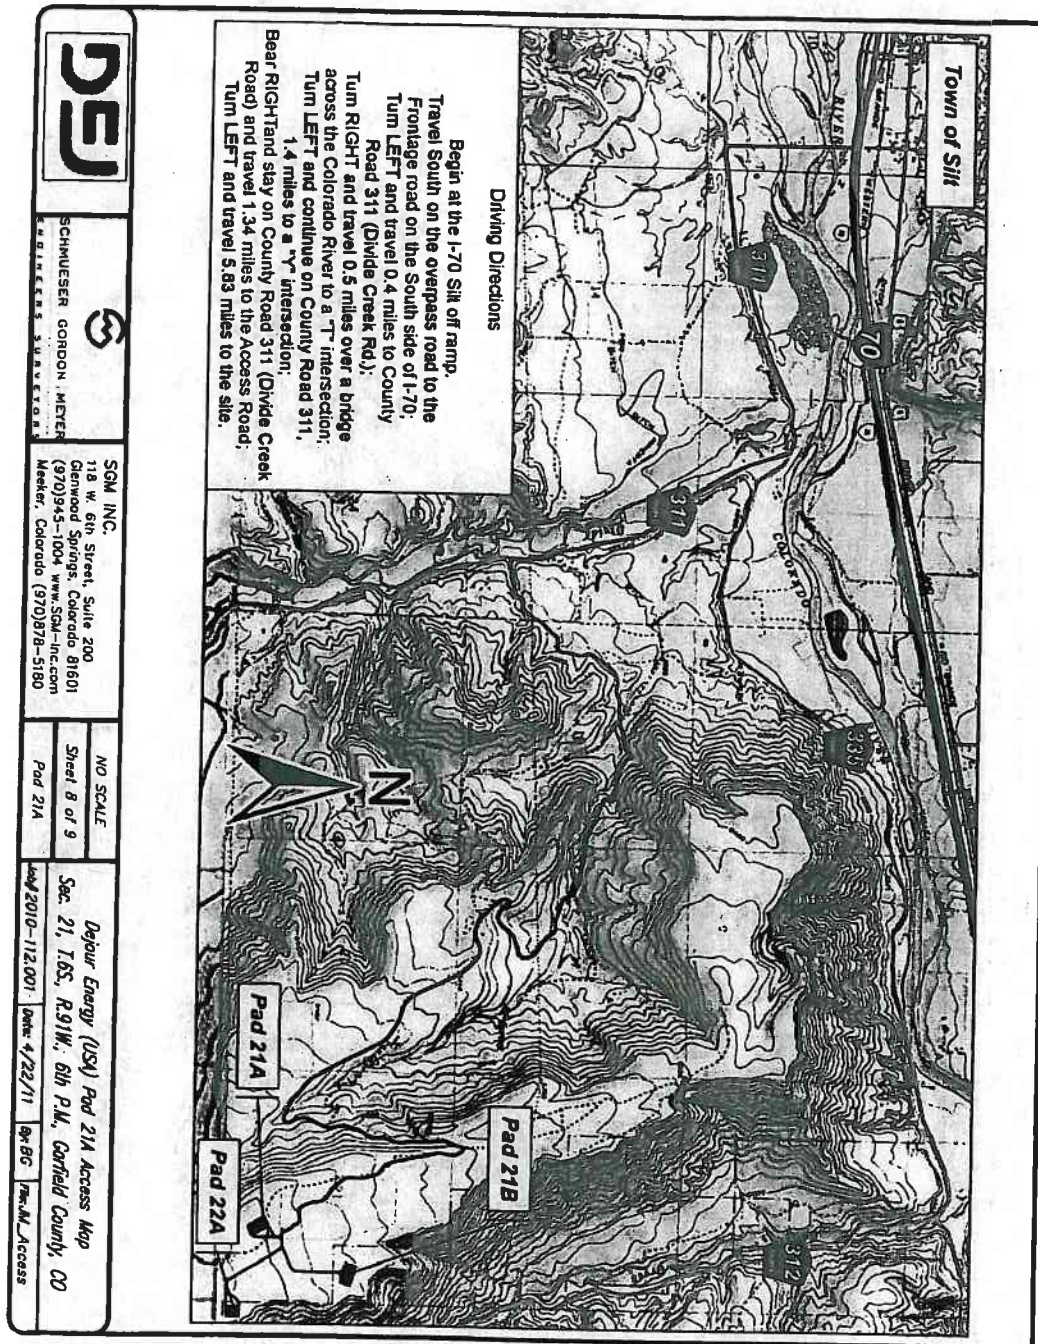 Town of Silt
RIVER
70
311
311
COLORADO
335
312
Driving Directions
Begin at the I-70 Silt off ramp.
Travel South on the overpass road to the
Frontage road on the South side of I-70;
Turn LEFT and travel 0.4 miles to County
Road 311 (Divide Creek Rd.);
Turn RIGHT and travel 0.5 miles over a bridge
across the Colorado River to a "T" intersection;
Turn LEFT and continue on County Road 311,
1.4 miles to a "Y" intersection;
Bear RIGHTand stay on County Road 311 (Divide Creek
Road) and travel 1.34 miles to the Access Road;
Turn LEFT and travel 5.83 miles to the site.
N
Pad 21A
Pad 21B
Pad 22A
DEJ
SCHMUESER GORDON MEYER
ENGINEERS SURVEYORS
SGM INC.
118 W. 6th Street, Suite 200
Glenwood Springs, Colorado 81601
(970)945-1004 www.SGM-Inc.com
Meeker, Colorado (970)878-5180
NO SCALE
Sheet 8 of 9
Pad 21A
Dejour Energy (USA) Pad 21A Access Map
Sec. 21, T.6S., R.91W., 6th P.M., Garfield County, CO
Job# 2010-112.001 Date: 4/22/11 By: BG